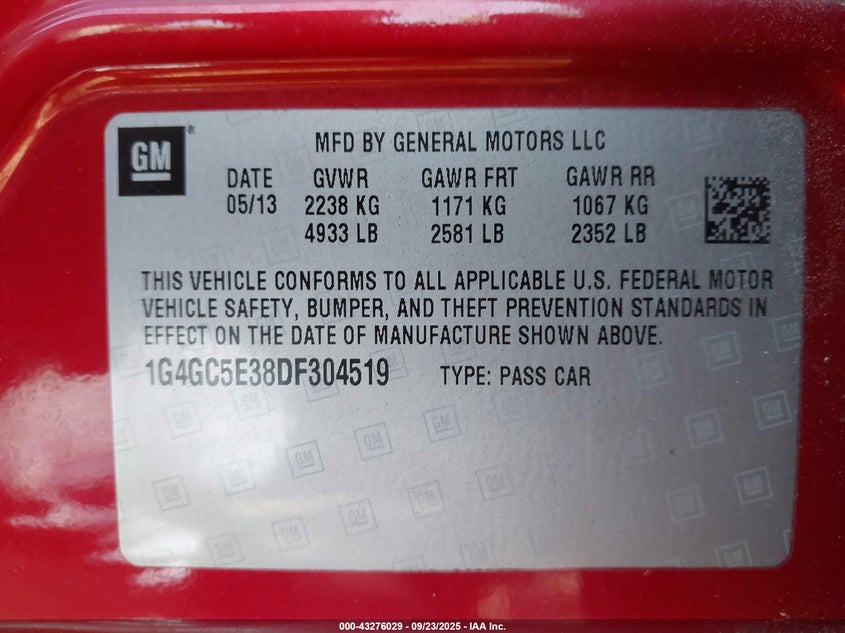 GM
®
MFD BY GENERAL MOTORS LLC
DATE GVWR GAWR FRT GAWR RR
05/13 2238 KG 1171 KG 1067 KG
4933 LB 2581 LB 2352 LB
THIS VEHICLE CONFORMS TO ALL APPLICABLE U.S. FEDERAL MOTOR
VEHICLE SAFETY, BUMPER, AND THEFT PREVENTION STANDARDS IN
EFFECT ON THE DATE OF MANUFACTURE SHOWN ABOVE.
1G4GC5E38DF304519 TYPE: PASS CAR
000-43276029 - 09/23/2025 - IAA Inc.